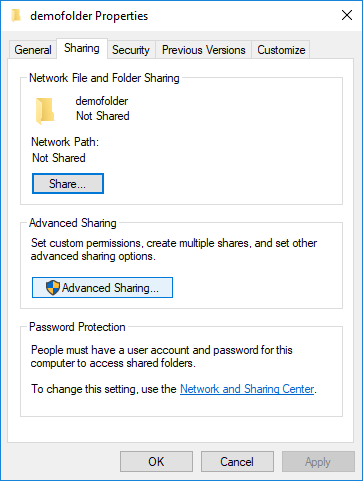 demofolder Properties
General Sharing Security Previous Versions Customize
Network File and Folder Sharing
demofolder
Not Shared
Network Path:
Not Shared
Share...
Advanced Sharing
Set custom permissions, create multiple shares, and set other
advanced sharing options.
Advanced Sharing...
Password Protection
People must have a user account and password for this
computer to access shared folders.
To change this setting, use the Network and Sharing Center.
OK Cancel Apply